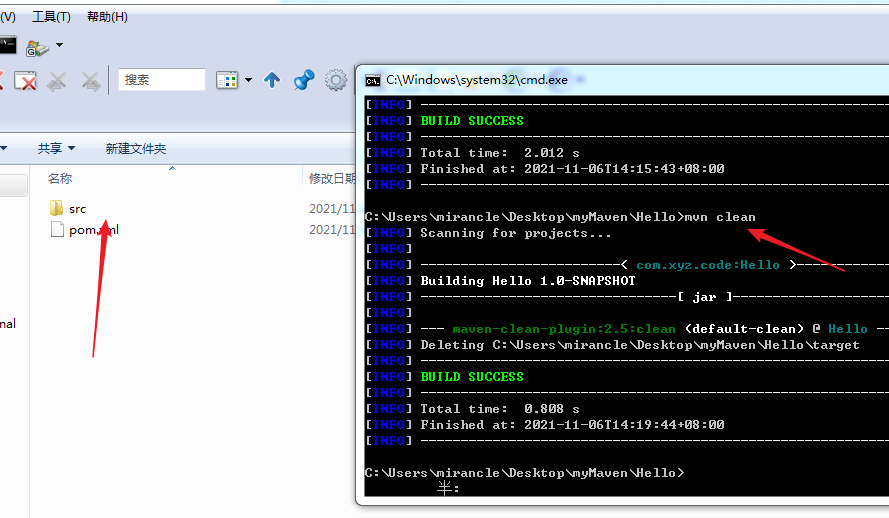 (V) 工具(T) 帮助(H)
搜索
共享 新建文件夹
名称 修改日期
src 2021/11
pom.xml 2021/11
nal
C:\Windows\system32\cmd.exe
[INFO] ------------------------------------------------------------------------
[INFO] BUILD SUCCESS
[INFO] ------------------------------------------------------------------------
[INFO] Total time:  2.012 s
[INFO] Finished at: 2021-11-06T14:15:43+08:00
[INFO] ------------------------------------------------------------------------
C:\Users\mirancle\Desktop\myMaven\Hello>mvn clean
[INFO] Scanning for projects...
[INFO]
[INFO] -------------------------< com.xyz.code:Hello >-------------
[INFO] Building Hello 1.0-SNAPSHOT
[INFO] --------------------------------[ jar ]---------------------
[INFO]
[INFO] --- maven-clean-plugin:2.5:clean (default-clean) @ Hello --
[INFO] Deleting C:\Users\mirancle\Desktop\myMaven\Hello\target
[INFO] ------------------------------------------------------------------------
[INFO] BUILD SUCCESS
[INFO] ------------------------------------------------------------------------
[INFO] Total time:  0.808 s
[INFO] Finished at: 2021-11-06T14:19:44+08:00
[INFO] ------------------------------------------------------------------------
C:\Users\mirancle\Desktop\myMaven\Hello>
半: